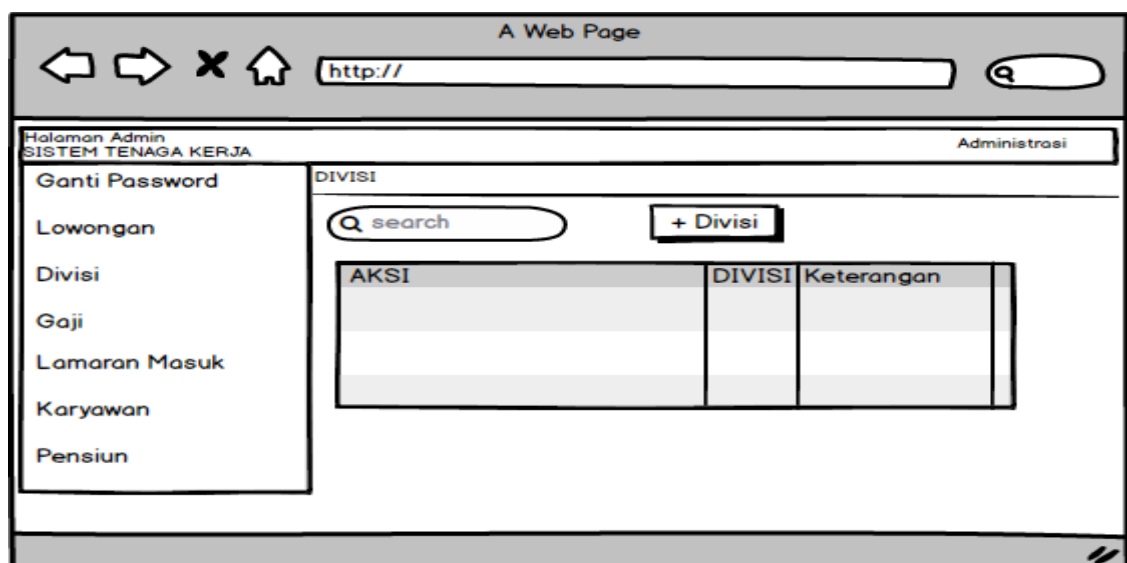 A Web Page
http://
Halaman Admin
SISTEM TENAGA KERJA
Administrasi
Ganti Password
Lowongan
Divisi
Gaji
Lamaran Masuk
Karyawan
Pensiun
DIVISI
search
+ Divisi
AKSI DIVISI Keterangan